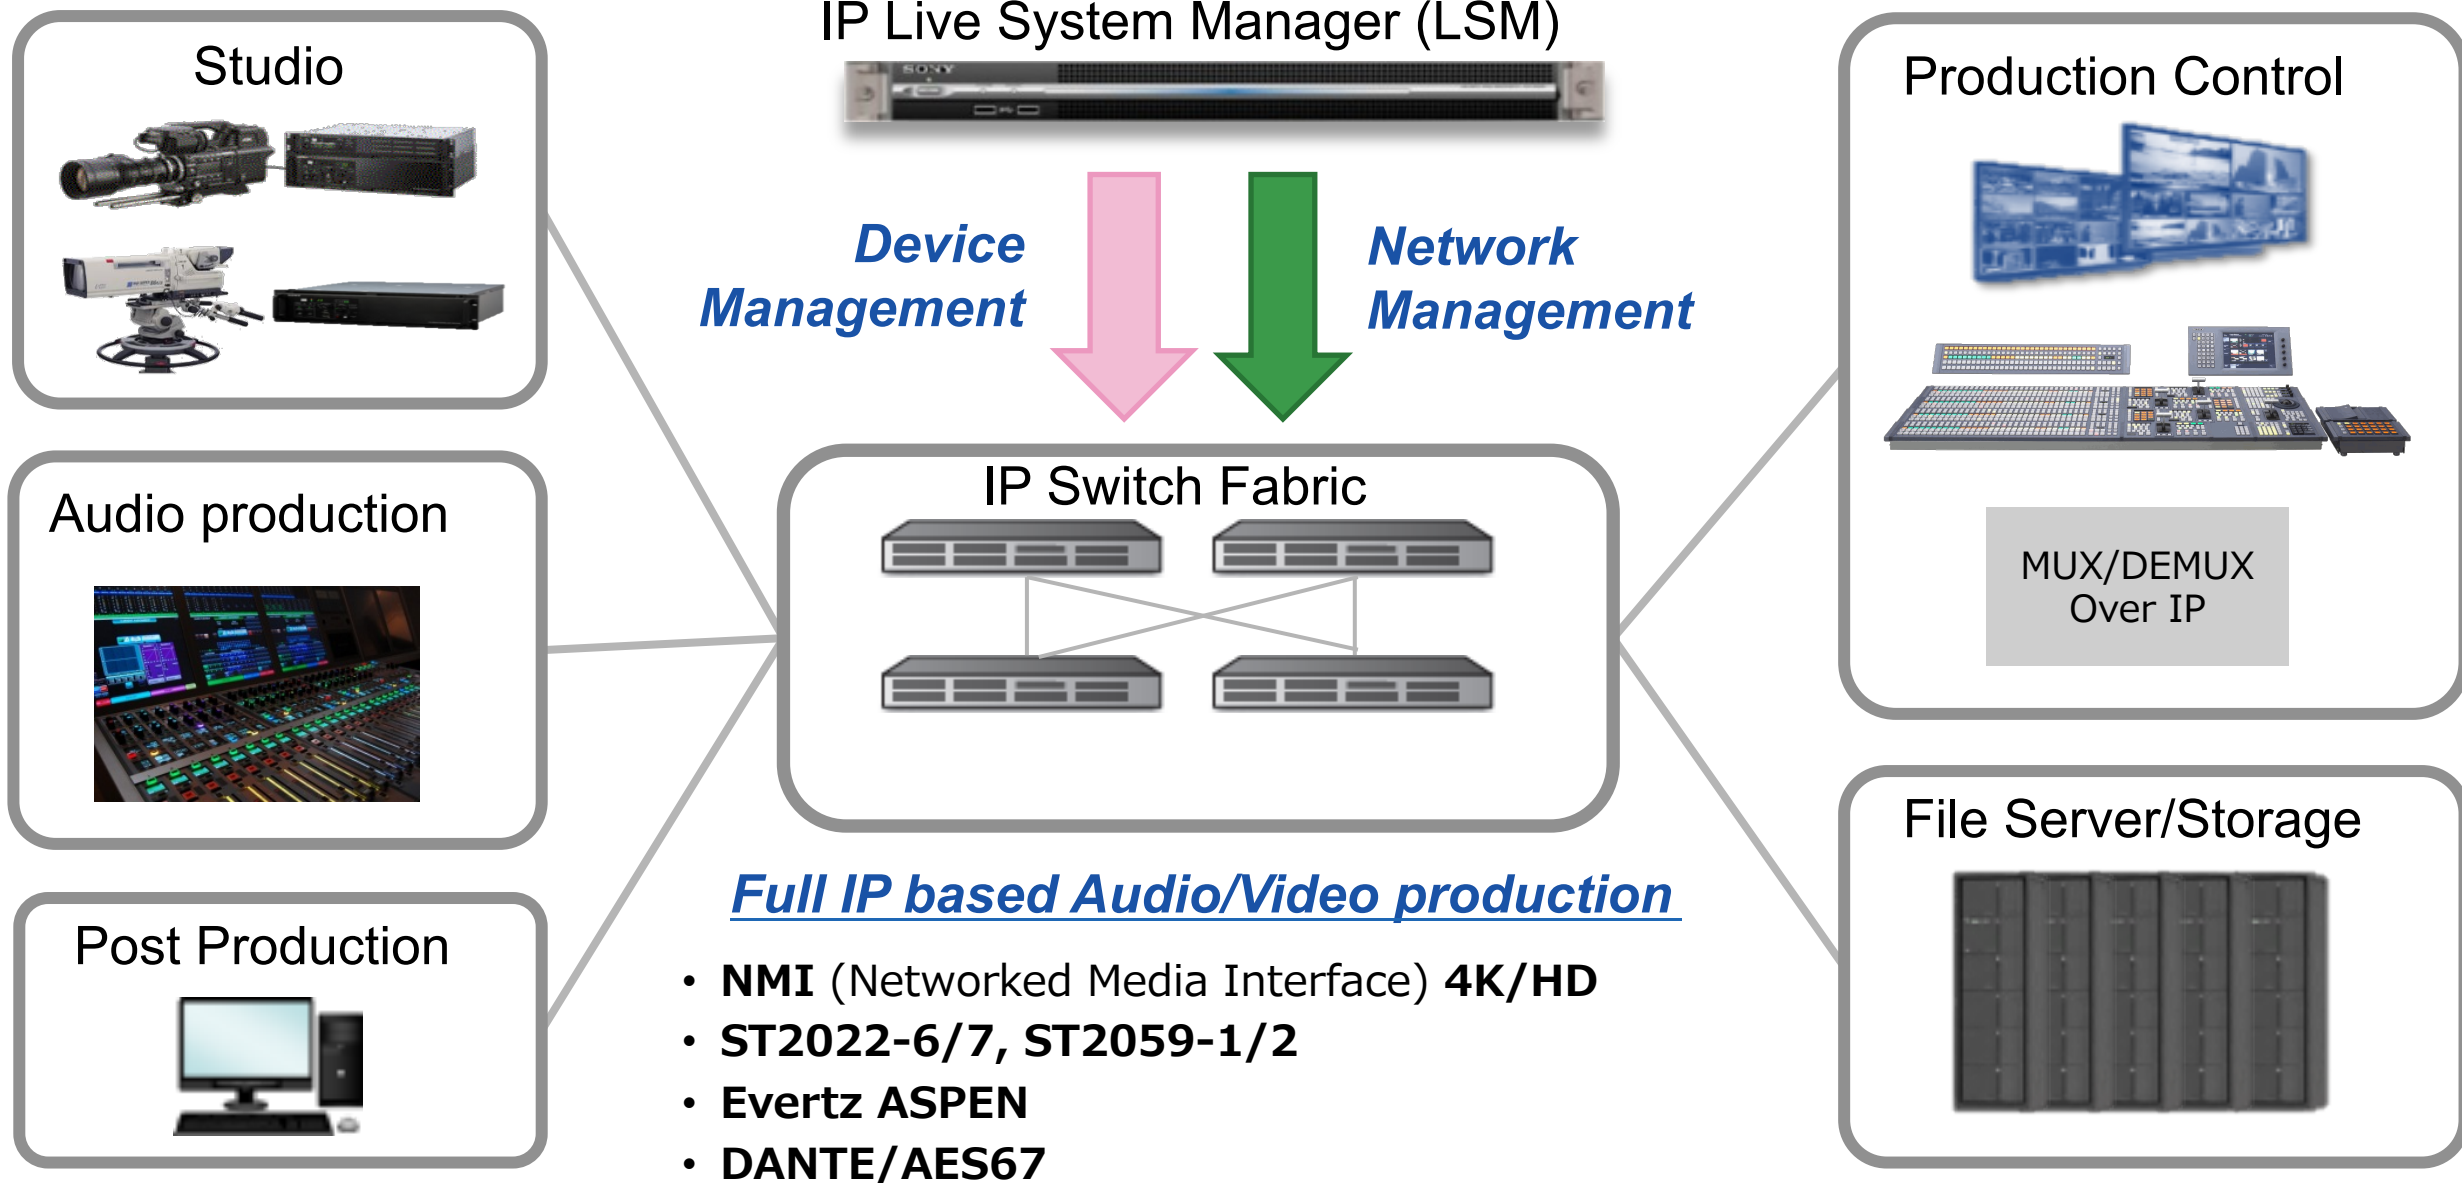 IP Live System Manager (LSM)
SONY
Studio
Device
Management
Network
Management
Production Control
MUX/DEMUX
Over IP
Audio production
IP Switch Fabric
Post Production
File Server/Storage
Full IP based Audio/Video production
• NMI (Networked Media Interface) 4K/HD
• ST2022-6/7, ST2059-1/2
• Evertz ASPEN
• DANTE/AES67